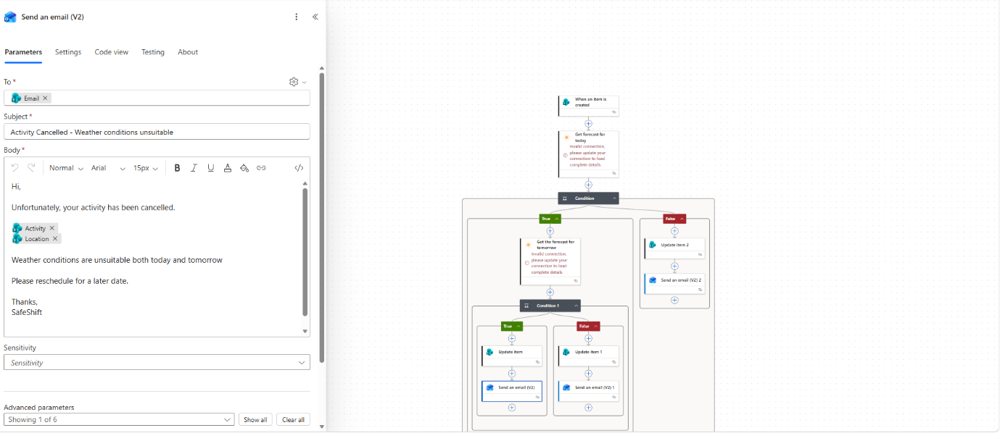 Send an email (V2)
Parameters
Settings
Code view
Testing
About
To *
Email
Subject *
Activity Cancelled - Weather conditions unsuitable
Body *
Normal
Arial
15px
Hi,
Unfortunately, your activity has been cancelled.
Activity
Location
Weather conditions are unsuitable both today and tomorrow
Please reschedule for a later date.
Thanks,
SafeShift
Sensitivity
Sensitivity
Advanced parameters
Showing 1 of 6
Show all
Clear all
When an item is
created
Get forecast for
today
Invalid connection,
please update your
connection to load
complete details
Condition
True
False
Get the forecast for
tomorrow
Invalid connection,
please update your
connection to load
complete details
Update item 2
Send an email (V2) 2
Condition 1
True
False
Update item
Update item 1
Send an email (V2)
Send an email (V2) 1